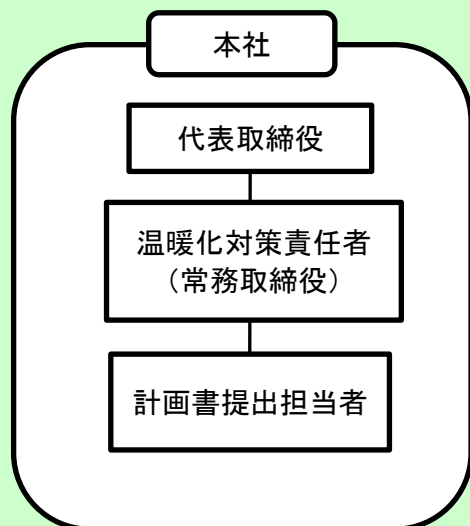 本社
代表取締役
温暖化対策責任者
（常務取締役）
計画書提出担当者